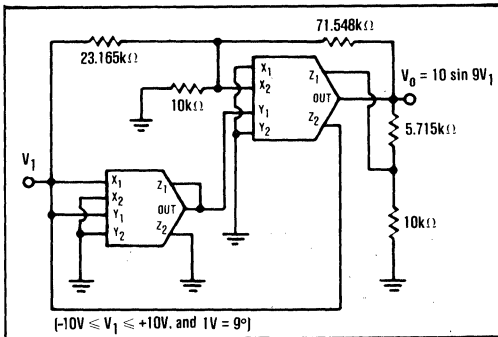 71.548kΩ
23.165kΩ
X₁
Z₁
V₀ = 10 sin 9V₁
10kΩ
X₂
OUT
Y₁
Y₂
Z₂
5.715kΩ
V₁
X₁
Z₁
X₂
OUT
Y₁
Y₂
Z₂
10kΩ
(-10V ≤ V₁ ≤ +10V, and 1V = 9°)